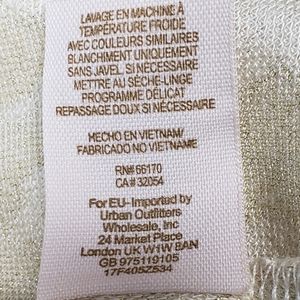 LAVAGE EN MACHINE À
TEMPÉRATURE FROIDE
AVEC COULEURS SIMILAIRES
BLANCHIMENT UNIQUEMENT
SANS JAVEL, SI NÉCESSAIRE
METTRE AU SÈCHE-LINGE
PROGRAMME DÉLICAT
REPASSAGE DOUX SI NÉCESSAIRE
HECHO EN VIETNAM/
FABRICADO NO VIETNAME
RN# 66170
CA# 32054
For EU- Imported by
Urban Outfitters
Wholesale, Inc
24 Market Place
London UK W1W 8AN
GB 975119105
17F405Z534